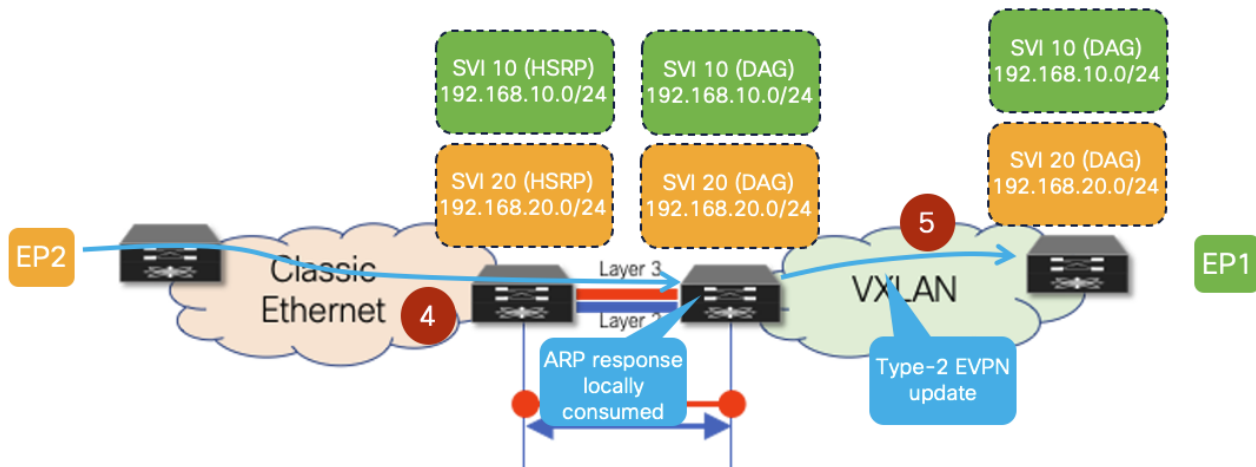 SVI 10 (HSRP)
192.168.10.0/24
SVI 10 (DAG)
192.168.10.0/24
SVI 10 (DAG)
192.168.10.0/24
SVI 20 (HSRP)
192.168.20.0/24
SVI 20 (DAG)
192.168.20.0/24
SVI 20 (DAG)
192.168.20.0/24
EP2
Classic
Ethernet
4
Layer 3
Layer
VXLAN
5
EP1
ARP response
locally
consumed
Type-2 EVPN
update